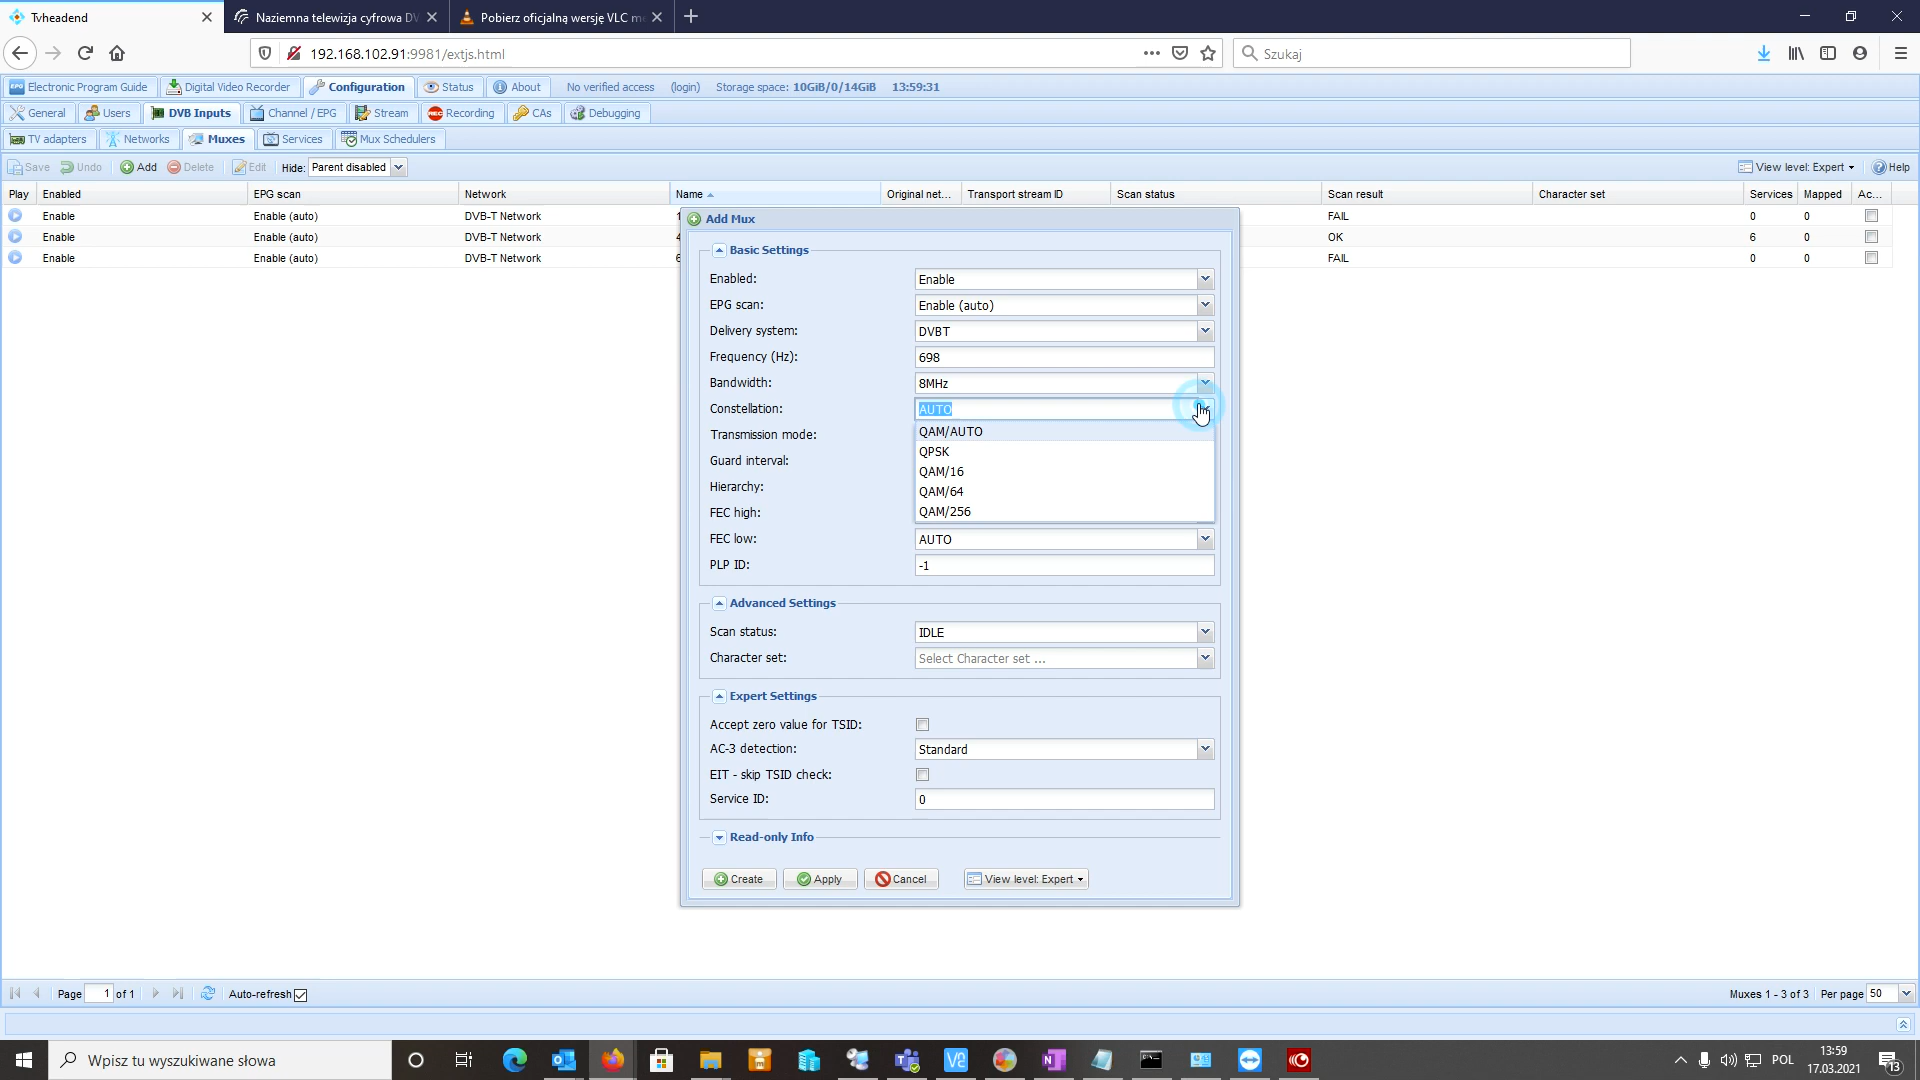 Tvheadend
Naziemna telewizja cyfrowa DV
Pobierz oficjalną wersję VLC me
192.168.102.91:9981/extjs.html
Szukaj
Electronic Program Guide
Digital Video Recorder
Configuration
Status
About
No verified access
(login)
Storage space: 10GiB/0/14GiB
13:59:31
General
Users
DVB Inputs
Channel / EPG
Stream
Recording
CAs
Debugging
TV adapters
Networks
Muxes
Services
Mux Schedulers
Save
Undo
Add
Delete
Edit
Hide: Parent disabled
View level: Expert
Help
Play Enabled EPG scan Network Name Original net... Transport stream ID Scan status Scan result Character set Services Mapped Ac...
Enable Enable (auto) DVB-T Network 1 FAIL 0 0
Enable Enable (auto) DVB-T Network 4 OK 6 0
Enable Enable (auto) DVB-T Network 6 FAIL 0 0
Add Mux
Basic Settings
Enabled: Enable
EPG scan: Enable (auto)
Delivery system: DVBT
Frequency (Hz): 698
Bandwidth: 8MHz
Constellation: AUTO
QAM/AUTO
Transmission mode:
QPSK
Guard interval:
QAM/16
Hierarchy:
QAM/64
FEC high:
QAM/256
FEC low: AUTO
PLP ID: -1
Advanced Settings
Scan status: IDLE
Character set: Select Character set ...
Expert Settings
Accept zero value for TSID:
AC-3 detection: Standard
EIT - skip TSID check:
Service ID: 0
Read-only Info
Create
Apply
Cancel
View level: Expert
Page 1 of 1
Auto-refresh
Muxes 1 - 3 of 3 Per page 50
Wpisz tu wyszukiwane słowa
POL
13:59
17.03.2021
13